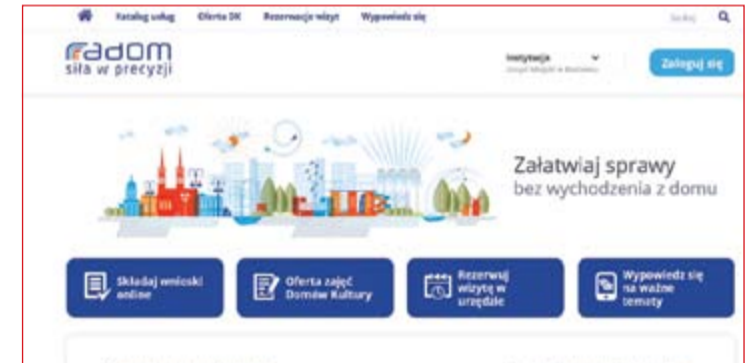 Katalog usług Oferta DK Rezerwacje wizyt Wypowiedz się Szukaj
radom
siła w precyzji
Instytucja
Zaloguj się
Załatwiaj sprawy
bez wychodzenia z domu
Składaj wnioski
online
Oferta zajęć
Domów Kultury
Rezerwuj
wizytę w
urzędzie
Wypowiedz się
na ważne
tematy